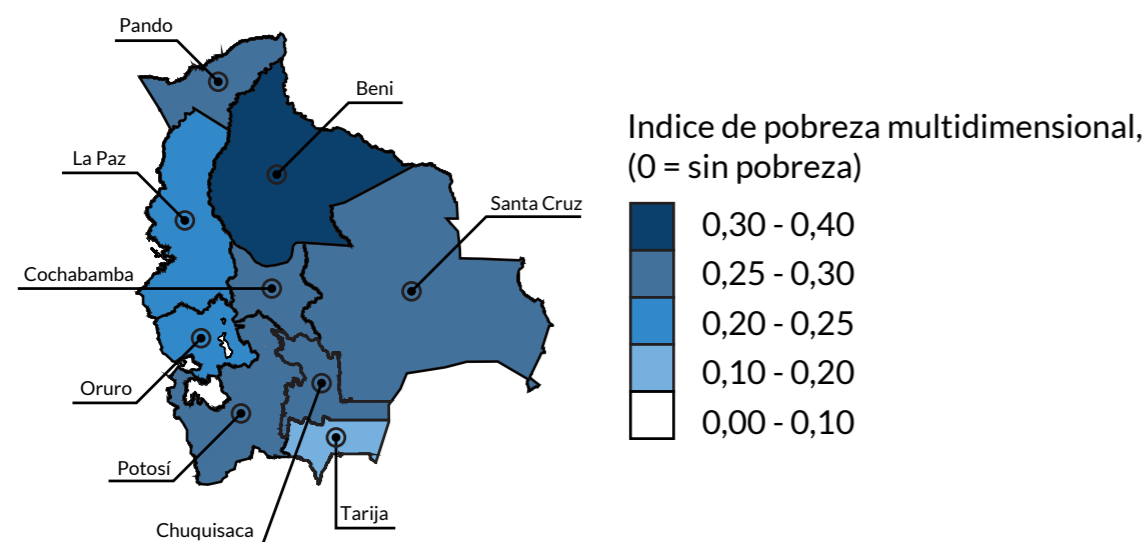 Pando
Beni
La Paz
Santa Cruz
Cochabamba
Oruro
Potosí
Tarija
Chuquisaca
Indice de pobreza multidimensional,
(0 = sin pobreza)
0,30 - 0,40
0,25 - 0,30
0,20 - 0,25
0,10 - 0,20
0,00 - 0,10